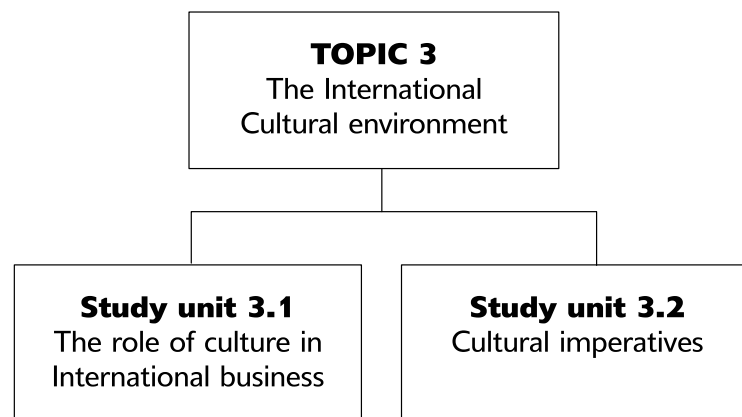 TOPIC 3
The International
Cultural environment
Study unit 3.1
The role of culture in
International business
Study unit 3.2
Cultural imperatives